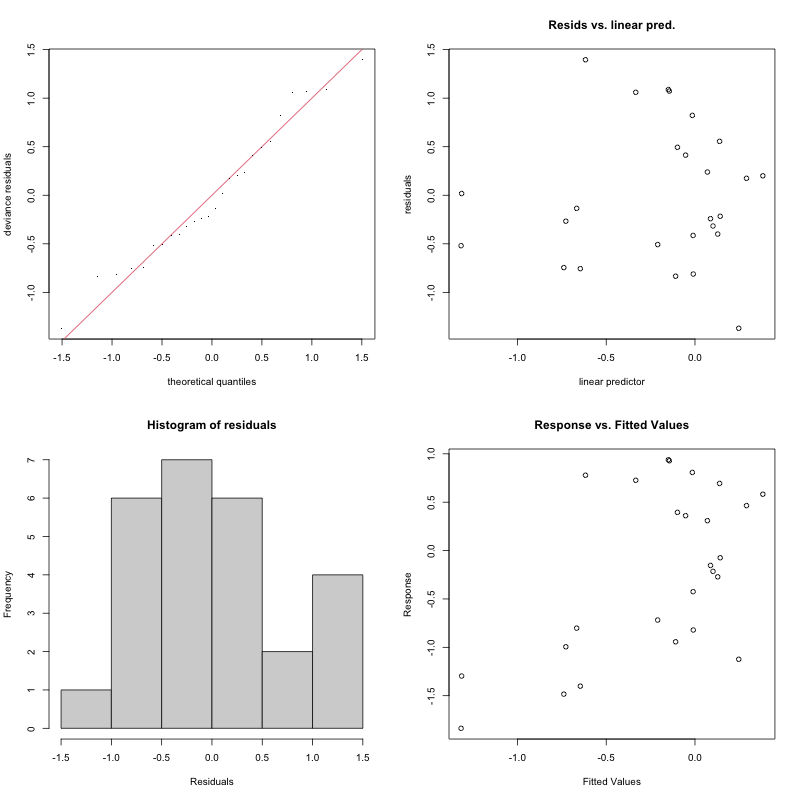 1.5
1.0
0.5
0.0
-0.5
-1.0
deviance residuals
-1.5 -1.0 -0.5 0.0 0.5 1.0 1.5
theoretical quantiles
Resids vs. linear pred.
1.5
1.0
0.5
0.0
-0.5
-1.0
residuals
-1.0 -0.5 0.0
linear predictor
Histogram of residuals
7
6
5
4
3
2
1
0
Frequency
-1.5 -1.0 -0.5 0.0 0.5 1.0 1.5
Residuals
Response vs. Fitted Values
1.0
0.5
0.0
-0.5
-1.0
-1.5
Response
-1.0 -0.5 0.0
Fitted Values